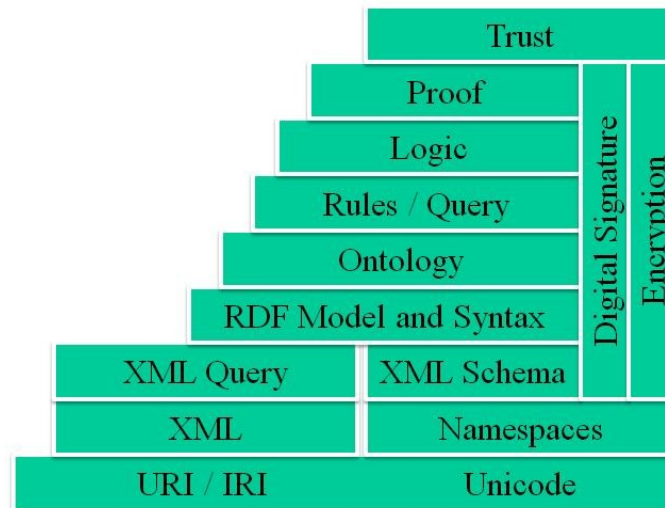 Trust
Proof
Logic
Rules / Query
Ontology
RDF Model and Syntax
XML Query
XML Schema
Digital Signature
Encryption
XML
Namespaces
URI / IRI
Unicode